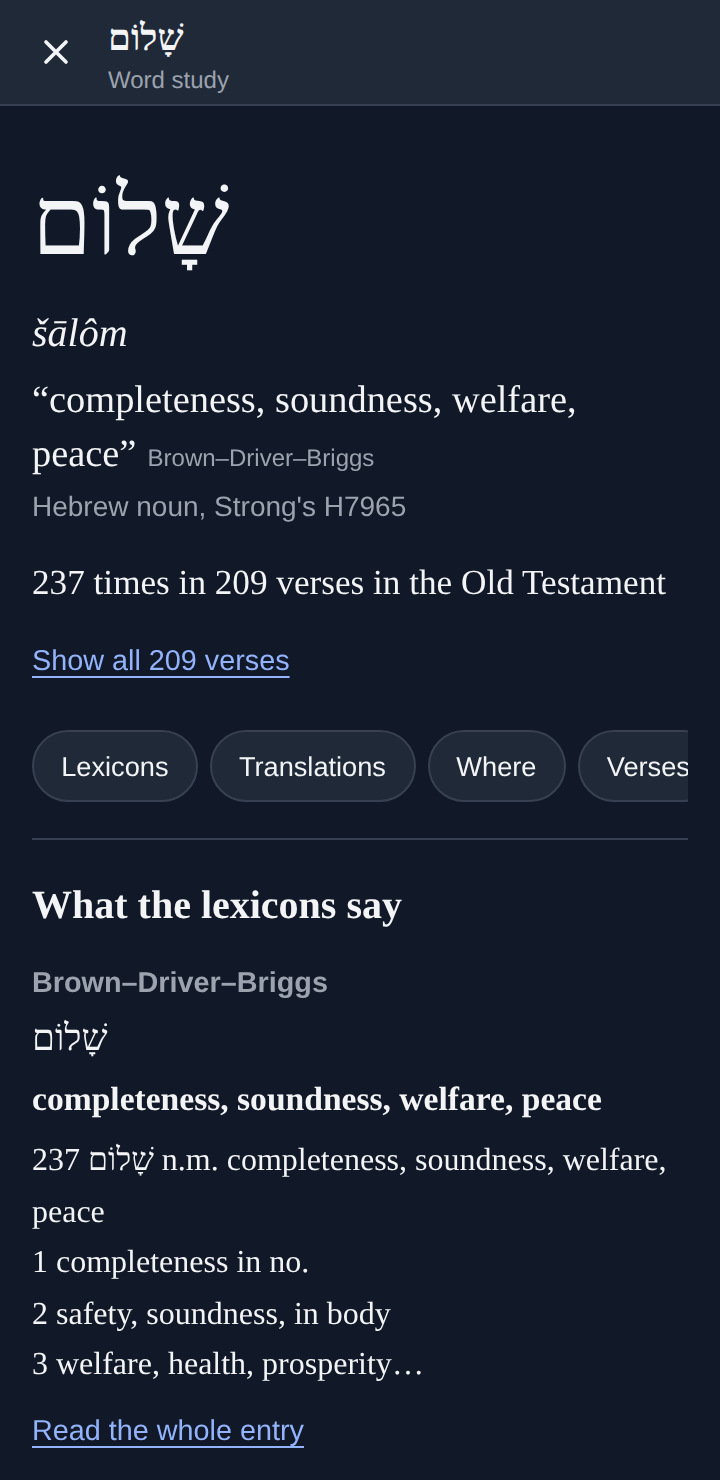 שָׁלוֹם
Word study
שָׁלוֹם
šālôm
“completeness, soundness, welfare,
peace” Brown–Driver–Briggs
Hebrew noun, Strong's H7965
237 times in 209 verses in the Old Testament
Show all 209 verses
Lexicons Translations Where Verses
What the lexicons say
Brown–Driver–Briggs
שָׁלוֹם
completeness, soundness, welfare, peace
237 שָׁלוֹם n.m. completeness, soundness, welfare,
peace
1 completeness in no.
2 safety, soundness, in body
3 welfare, health, prosperity…
Read the whole entry